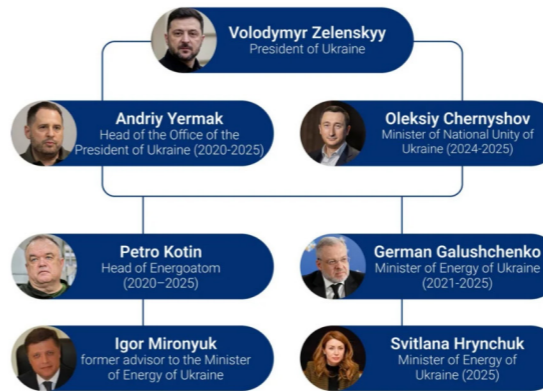 Volodymyr Zelenskyy
President of Ukraine
Andriy Yermak
Head of the Office of the
President of Ukraine (2020-2025)
Oleksiy Chernyshov
Minister of National Unity of
Ukraine (2024-2025)
Petro Kotin
Head of Energoatom
(2020–2025)
German Galushchenko
Minister of Energy of Ukraine
(2021-2025)
Igor Mironyuk
former advisor to the Minister
of Energy of Ukraine
Svitlana Hrynchuk
Minister of Energy of
Ukraine (2025)